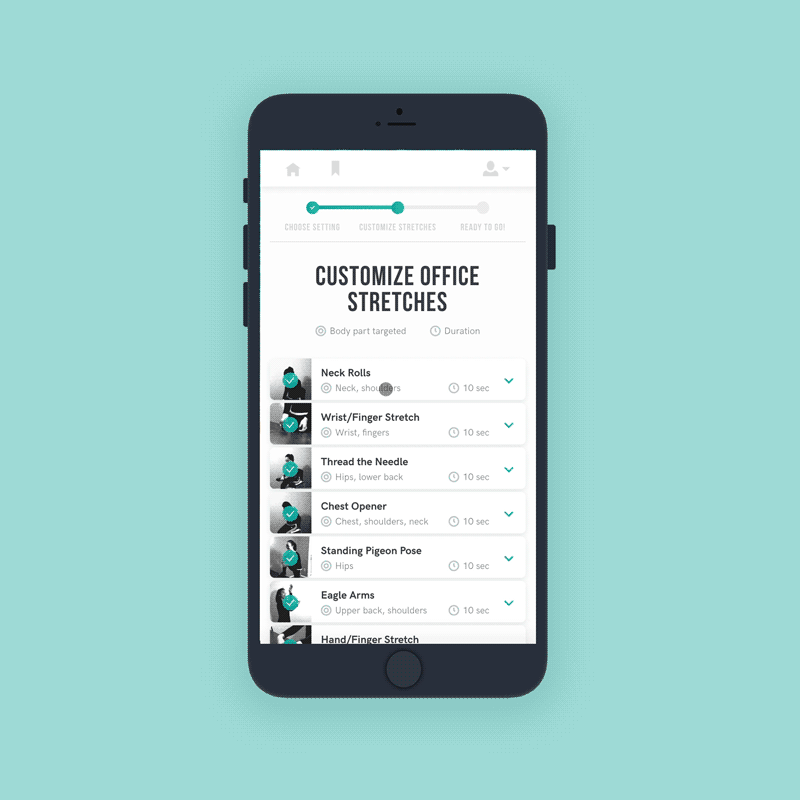 CHOOSE SETTING CUSTOMIZE STRETCHES READY TO GO!
CUSTOMIZE OFFICE
STRETCHES
Body part targeted Duration
Neck Rolls
Neck, shoulders 10 sec
Wrist/Finger Stretch
Wrist, fingers 10 sec
Thread the Needle
Hips, lower back 10 sec
Chest Opener
Chest, shoulders, neck 10 sec
Standing Pigeon Pose
Hips 10 sec
Eagle Arms
Upper back, shoulders 10 sec
Hand/Finger Stretch